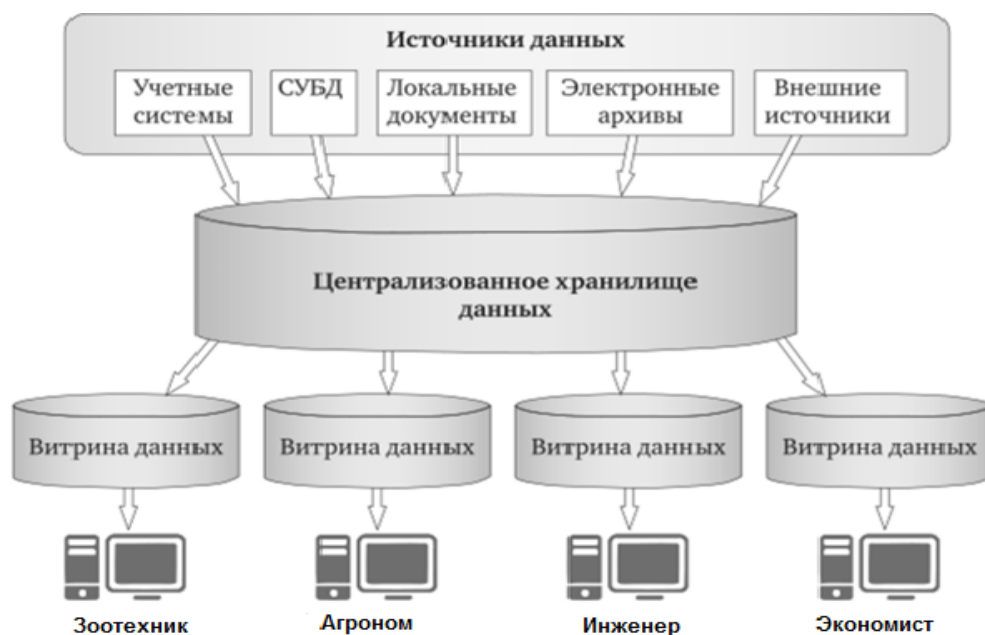 Источники данных
Учетные системы
СУБД
Локальные документы
Электронные архивы
Внешние источники
Централизованное хранилище
данных
Витрина данных
Витрина данных
Витрина данных
Витрина данных
Зоотехник
Агроном
Инженер
Экономист